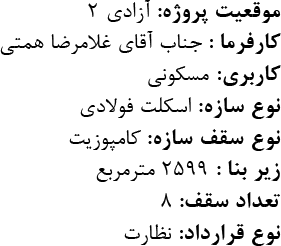 موقعیت پروژه: آزادی ۲
کارفرما : جناب آقای غلامرضا همتی
کاربری: مسکونی
نوع سازه: اسکلت فولادی
نوع سقف سازه: کامپوزیت
زیر بنا : ۲۵۹۹ مترمربع
تعداد سقف: ۸
نوع قرارداد: نظارت